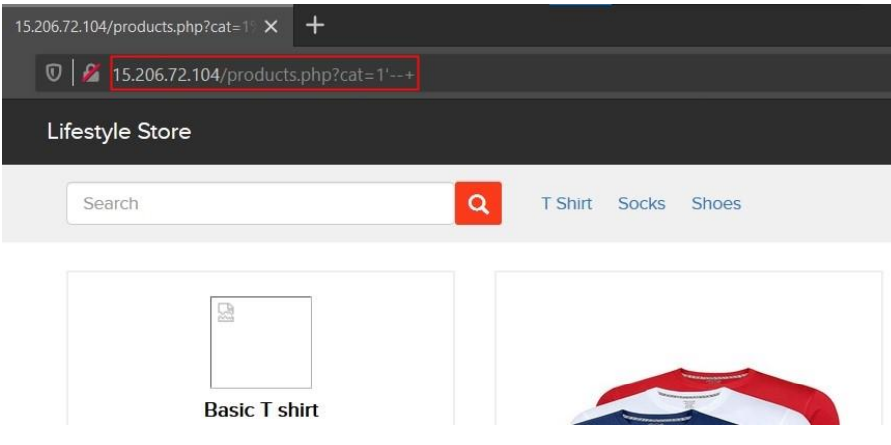 15.206.72.104/products.php?cat=1%
15.206.72.104/products.php?cat=1'--+
Lifestyle Store
Search
T Shirt Socks Shoes
Basic T shirt